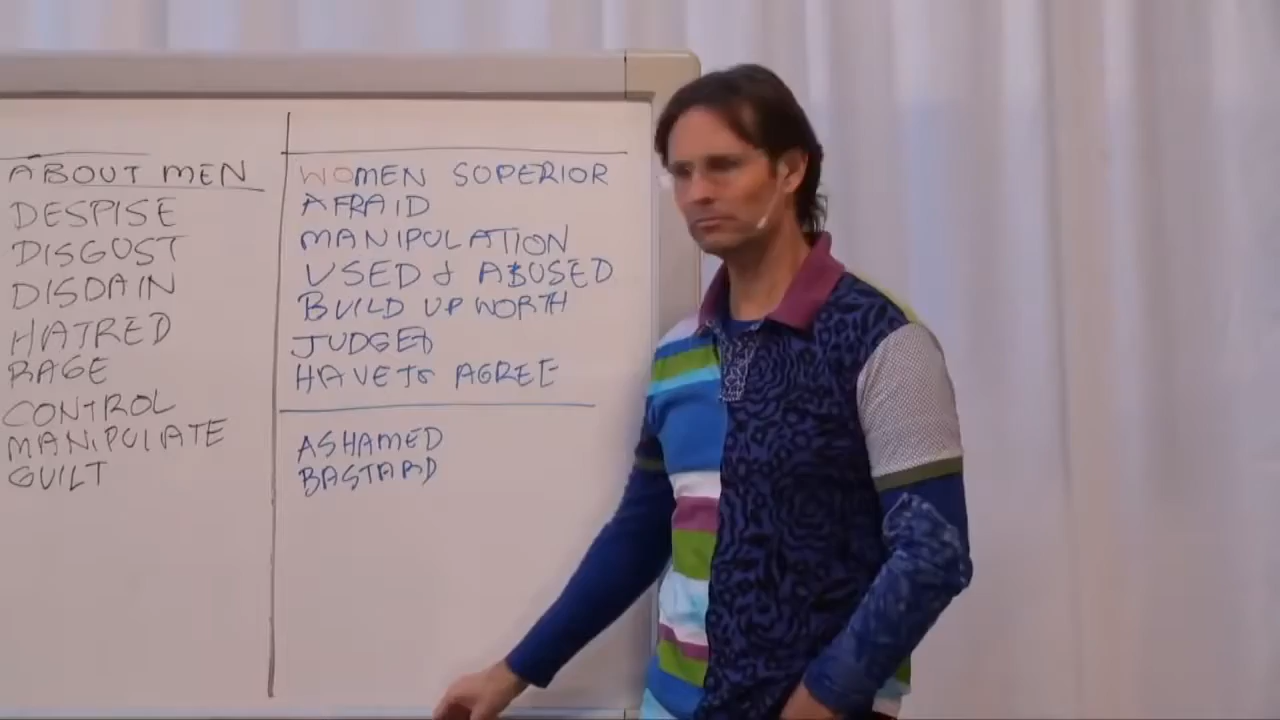 ABOUT MEN
DESPISE
DISGUST
DISDAIN
HATRED
RAGE
CONTROL
MANIPULATE
GUILT
WOMEN SUPERIOR
AFRAID
MANIPULATION
USED & ABUSED
BUILD UP WORTH
JUDGED
HAVE TO AGREE
ASHAMED
BASTARD